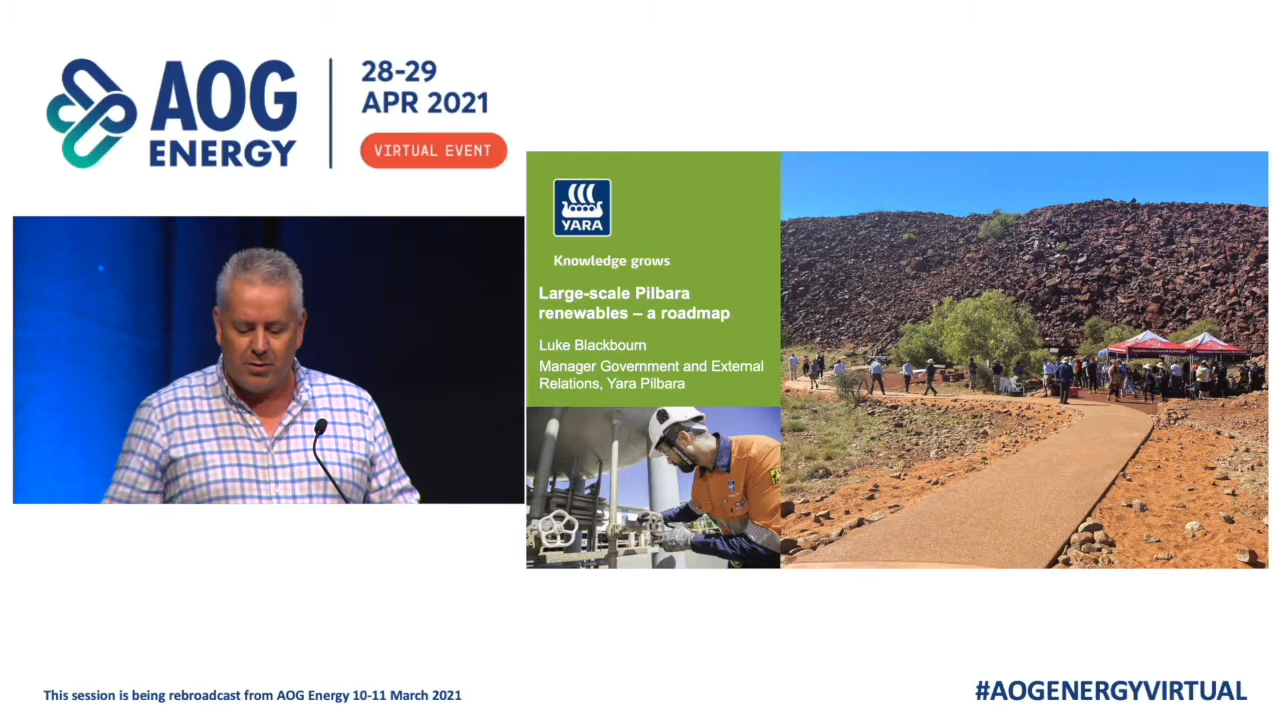 AOG
ENERGY
28-29
APR 2021
VIRTUAL EVENT
YARA
Knowledge grows
Large-scale Pilbara
renewables – a roadmap
Luke Blackbourn
Manager Government and External
Relations, Yara Pilbara
This session is being rebroadcast from AOG Energy 10-11 March 2021
#AOGENERGYVIRTUAL